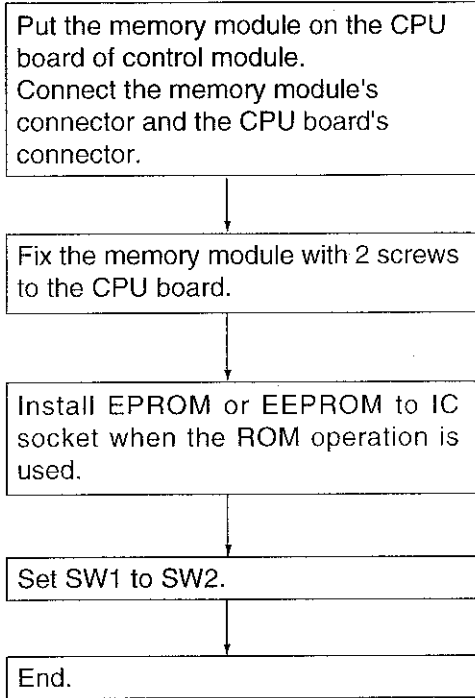 Put the memory module on the CPU
board of control module.
Connect the memory module's
connector and the CPU board's
connector.
Fix the memory module with 2 screws
to the CPU board.
Install EPROM or EEPROM to IC
socket when the ROM operation is
used.
Set SW1 to SW2.
End.